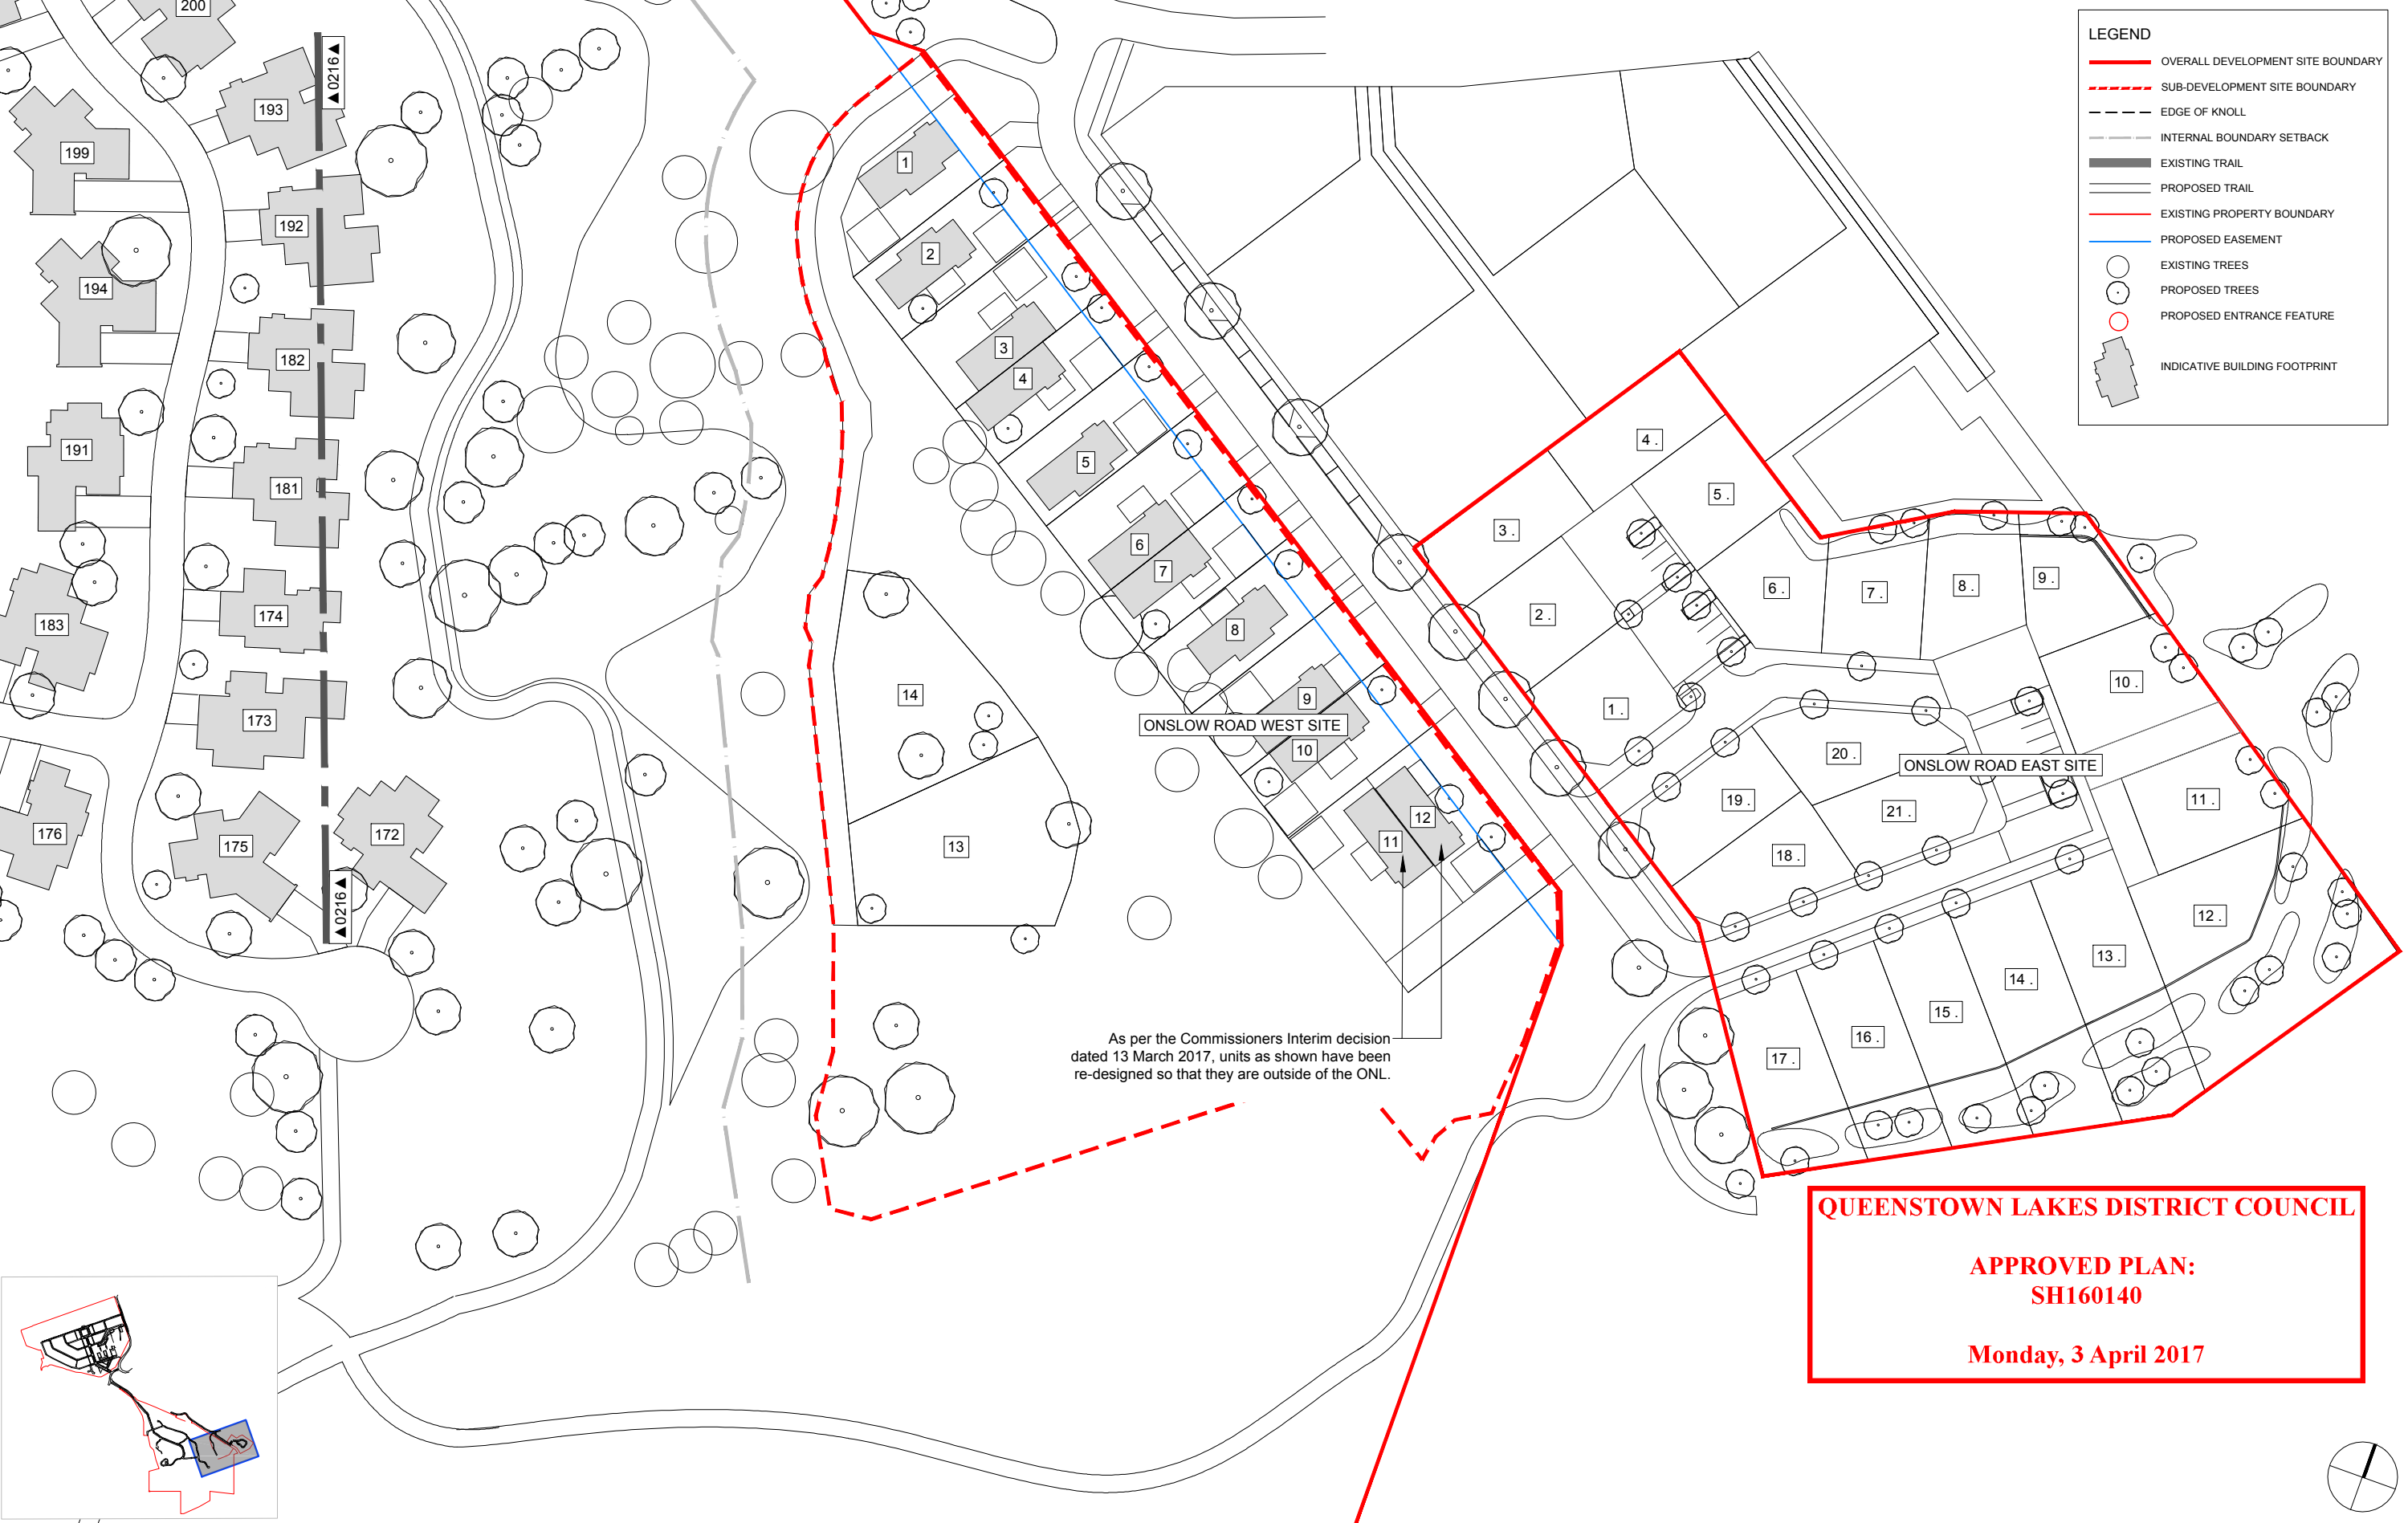 LEGEND
OVERALL DEVELOPMENT SITE BOUNDARY
SUB-DEVELOPMENT SITE BOUNDARY
EDGE OF KNOLL
INTERNAL BOUNDARY SETBACK
EXISTING TRAIL
PROPOSED TRAIL
EXISTING PROPERTY BOUNDARY
PROPOSED EASEMENT
EXISTING TREES
PROPOSED TREES
PROPOSED ENTRANCE FEATURE
INDICATIVE BUILDING FOOTPRINT
200
193
199
192
194
182
191
181
174
183
173
176
175
172
▲0216▲
▲0216▲
1
2
3
4
5
6
7
8
9
10
11
12
13
14
ONSLOW ROAD WEST SITE
As per the Commissioners Interim decision
dated 13 March 2017, units as shown have been
re-designed so that they are outside of the ONL.
1 .
2 .
3 .
4 .
5 .
6 .
7 .
8 .
9 .
10 .
11 .
12 .
13 .
14 .
15 .
16 .
17 .
18 .
19 .
20 .
21 .
ONSLOW ROAD EAST SITE
QUEENSTOWN LAKES DISTRICT COUNCIL
APPROVED PLAN:
SH160140
Monday, 3 April 2017